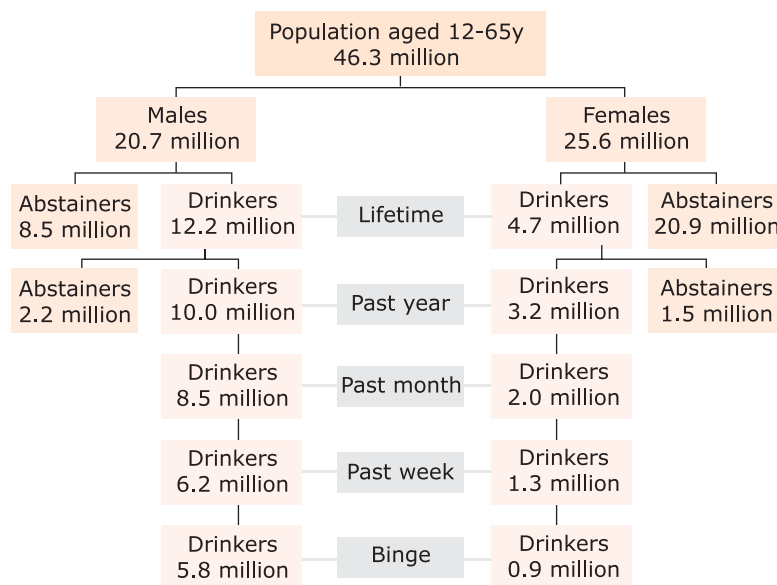 Population aged 12-65y
46.3 million
Males
20.7 million
Females
25.6 million
Abstainers
8.5 million
Drinkers
12.2 million
Lifetime
Drinkers
4.7 million
Abstainers
20.9 million
Abstainers
2.2 million
Drinkers
10.0 million
Past year
Drinkers
3.2 million
Abstainers
1.5 million
Drinkers
8.5 million
Past month
Drinkers
2.0 million
Drinkers
6.2 million
Past week
Drinkers
1.3 million
Drinkers
5.8 million
Binge
Drinkers
0.9 million